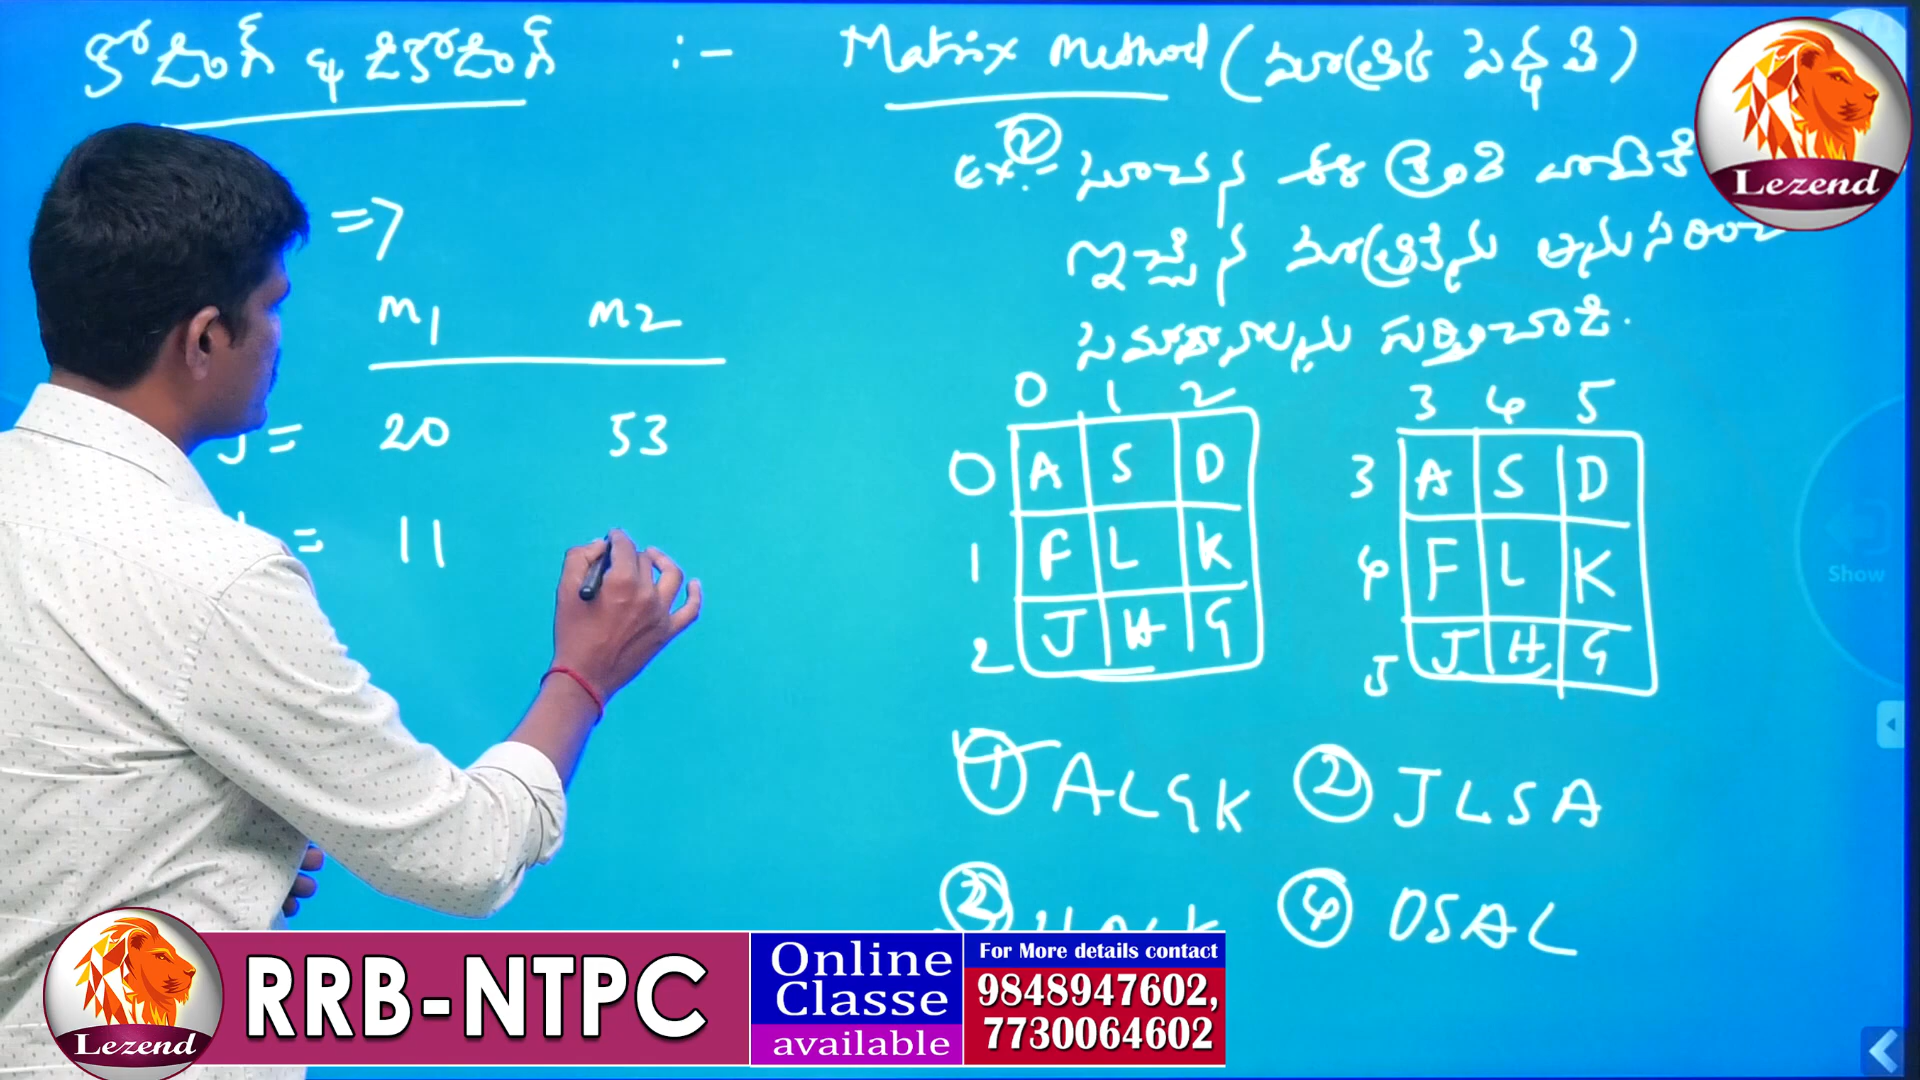 కోడింగ్ & డికోడింగ్ :- Matrix Method (మాత్రిక పద్ధతి)
Ex:- 2 సూచన ఈ క్రింది వాటికి
ఇచ్చిన మాత్రికను అనుసరించి
సమాధానాలను గుర్తించండి.
=>
M1 M2
J = 20 53
= 11
0 1 2
0 A S D
1 F L K
2 J H G
3 4 5
3 A S D
4 F L K
5 J H G
1 ALGK 2 JLSA
4 DSAL
Lezend
Show
Lezend
RRB-NTPC
Online
Classe
available
For More details contact
9848947602,
7730064602